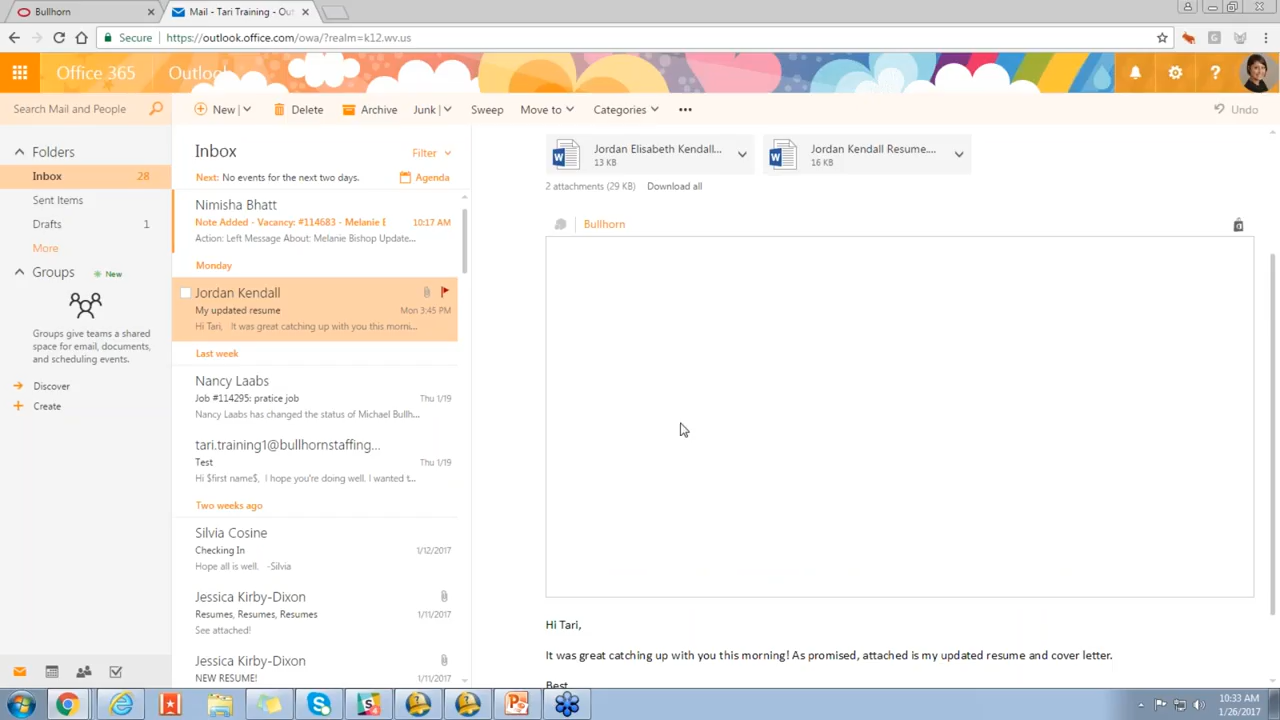 Bullhorn
Mail - Tari Training - Out
Secure
https://outlook.office.com/owa/?realm=k12.wv.us
Office 365
Outlook
Search Mail and People
New
Delete
Archive
Junk
Sweep
Move to
Categories
Undo
Folders
Inbox 28
Sent Items
Drafts 1
More
Groups
New
Groups give teams a shared
space for email, documents,
and scheduling events.
Discover
Create
Inbox
Filter
Next: No events for the next two days.
Agenda
Nimisha Bhatt
Note Added - Vacancy: #114683 - Melanie E 10:17 AM
Action: Left Message About: Melanie Bishop Update...
Monday
Jordan Kendall
My updated resume Mon 3:45 PM
Hi Tari, It was great catching up with you this morni...
Last week
Nancy Laabs
Job #114295: pratice job Thu 1/19
Nancy Laabs has changed the status of Michael Bullh...
tari.training1@bullhornstaffing...
Test Thu 1/19
Hi $first name$, I hope you're doing well. I wanted t...
Two weeks ago
Silvia Cosine
Checking In 1/12/2017
Hope all is well. -Silvia
Jessica Kirby-Dixon
Resumes, Resumes, Resumes 1/11/2017
See attached!
Jessica Kirby-Dixon
NEW RESUME! 1/11/2017
Jordan Elisabeth Kendall...
13 KB
Jordan Kendall Resume....
16 KB
2 attachments (29 KB) Download all
Bullhorn
Hi Tari,
It was great catching up with you this morning! As promised, attached is my updated resume and cover letter.
Best
10:33 AM
1/26/2017